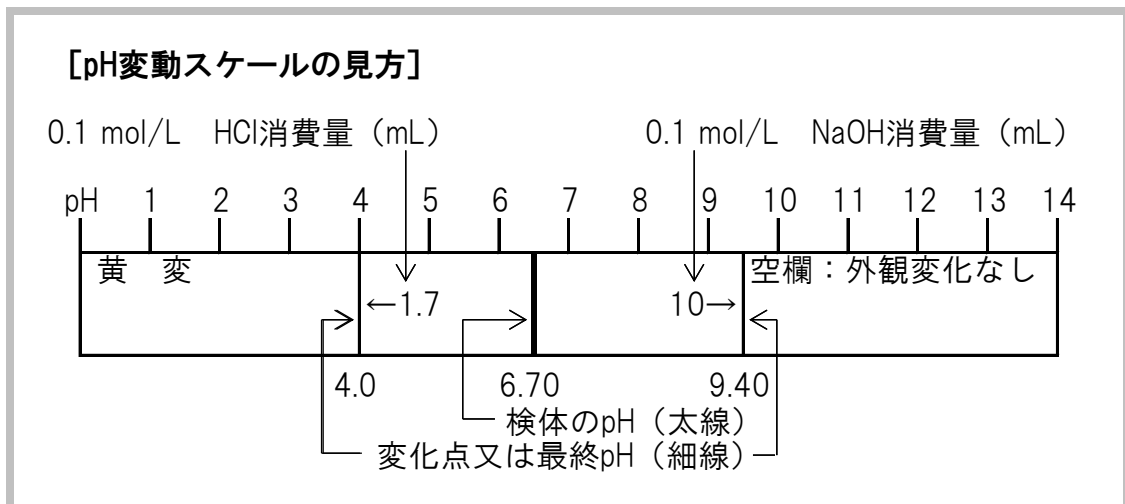 [pH変動スケールの見方]
0.1 mol/L HCl消費量(mL) 0.1 mol/L NaOH消費量(mL)
pH 1 2 3 4 5 6 7 8 9 10 11 12 13 14
黄 変 空欄:外観変化なし
←1.7 10→
4.0 6.70 9.40
検体のpH(太線)
変化点又は最終pH(細線)